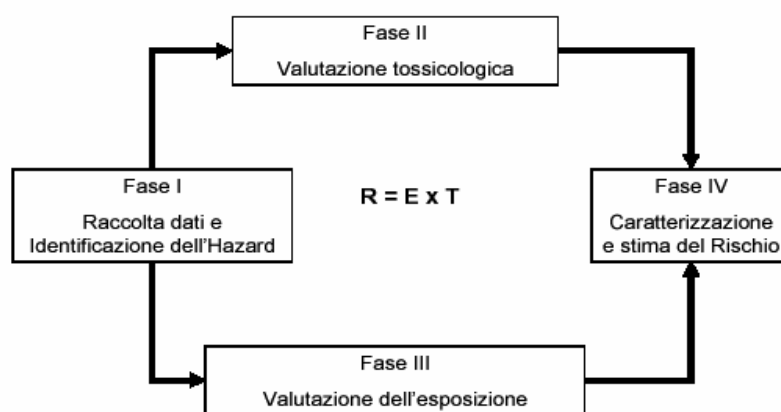 Fase II
Valutazione tossicologica
Fase I
Raccolta dati e
Identificazione dell'Hazard
R = E x T
Fase IV
Caratterizzazione
e stima del Rischio
Fase III
Valutazione dell'esposizione